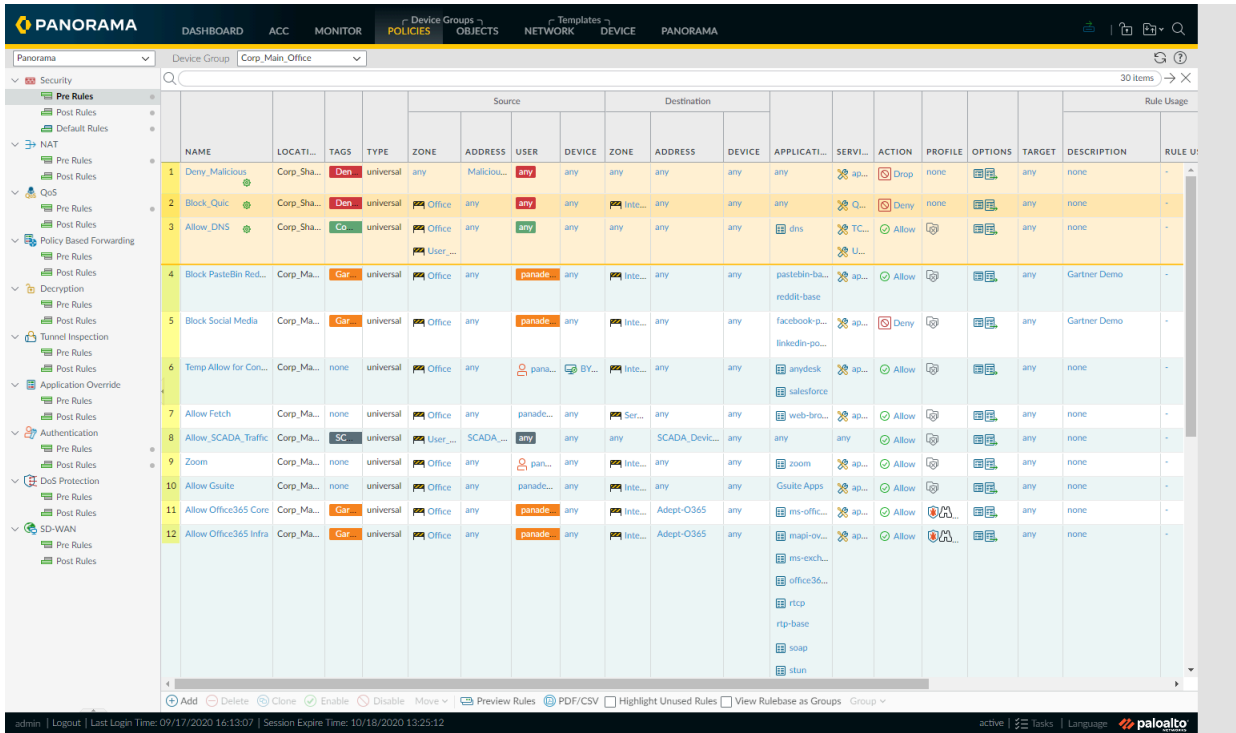 PANORAMA
DASHBOARD ACC MONITOR POLICIES OBJECTS NETWORK DEVICE PANORAMA
Device Groups Templates
Panorama Device Group Corp_Main_Office
30 items
Security
Pre Rules
Post Rules
Default Rules
NAT
Pre Rules
Post Rules
QoS
Pre Rules
Post Rules
Policy Based Forwarding
Pre Rules
Post Rules
Decryption
Pre Rules
Post Rules
Tunnel Inspection
Pre Rules
Post Rules
Application Override
Pre Rules
Post Rules
Authentication
Pre Rules
Post Rules
DoS Protection
Pre Rules
Post Rules
SD-WAN
Pre Rules
Post Rules
Source Destination Rule Usage
NAME LOCATI... TAGS TYPE ZONE ADDRESS USER DEVICE ZONE ADDRESS DEVICE APPLICATI... SERVI... ACTION PROFILE OPTIONS TARGET DESCRIPTION RULE US
1 Deny_Malicious Corp_Sha... Den... universal any Maliciou... any any any any any any ap... Drop none any none -
2 Block_Quic Corp_Sha... Den... universal Office any any any Inte... any any any Q... Deny none any none -
3 Allow_DNS Corp_Sha... Co... universal Office any any any any any any dns TC... Allow any none -
User_... U...
4 Block PasteBin Red... Corp_Ma... Gar... universal Office any panade... any Inte... any any pastebin-ba... ap... Allow any Gartner Demo -
reddit-base
5 Block Social Media Corp_Ma... Gar... universal Office any panade... any Inte... any any facebook-p... ap... Deny any Gartner Demo -
linkedin-po...
6 Temp Allow for Con... Corp_Ma... none universal Office any pana... BY... Inte... any any anydesk ap... Allow any none -
salesforce
7 Allow Fetch Corp_Ma... none universal Office any panade... any Ser... any any web-bro... ap... Allow any none -
8 Allow_SCADA_Traffic Corp_Ma... SC... universal User_... SCADA_... any any any SCADA_Devic... any any any Allow any none -
9 Zoom Corp_Ma... none universal Office any pan... any Inte... any any zoom ap... Allow any none -
10 Allow Gsuite Corp_Ma... none universal Office any panade... any Inte... any any Gsuite Apps ap... Allow any none -
11 Allow Office365 Core Corp_Ma... Gar... universal Office any panade... any Inte... Adept-O365 any ms-offic... ap... Allow any none -
12 Allow Office365 Infra Corp_Ma... Gar... universal Office any panade... any Inte... Adept-O365 any mapi-ov... ap... Allow any none -
ms-exch...
office36...
rtcp
rtp-base
soap
stun
Add Delete Clone Enable Disable Move Preview Rules PDF/CSV Highlight Unused Rules View Rulebase as Groups Group
admin | Logout | Last Login Time: 09/17/2020 16:13:07 | Session Expire Time: 10/18/2020 13:25:12 active | Tasks | Language paloalto
NETWORKS